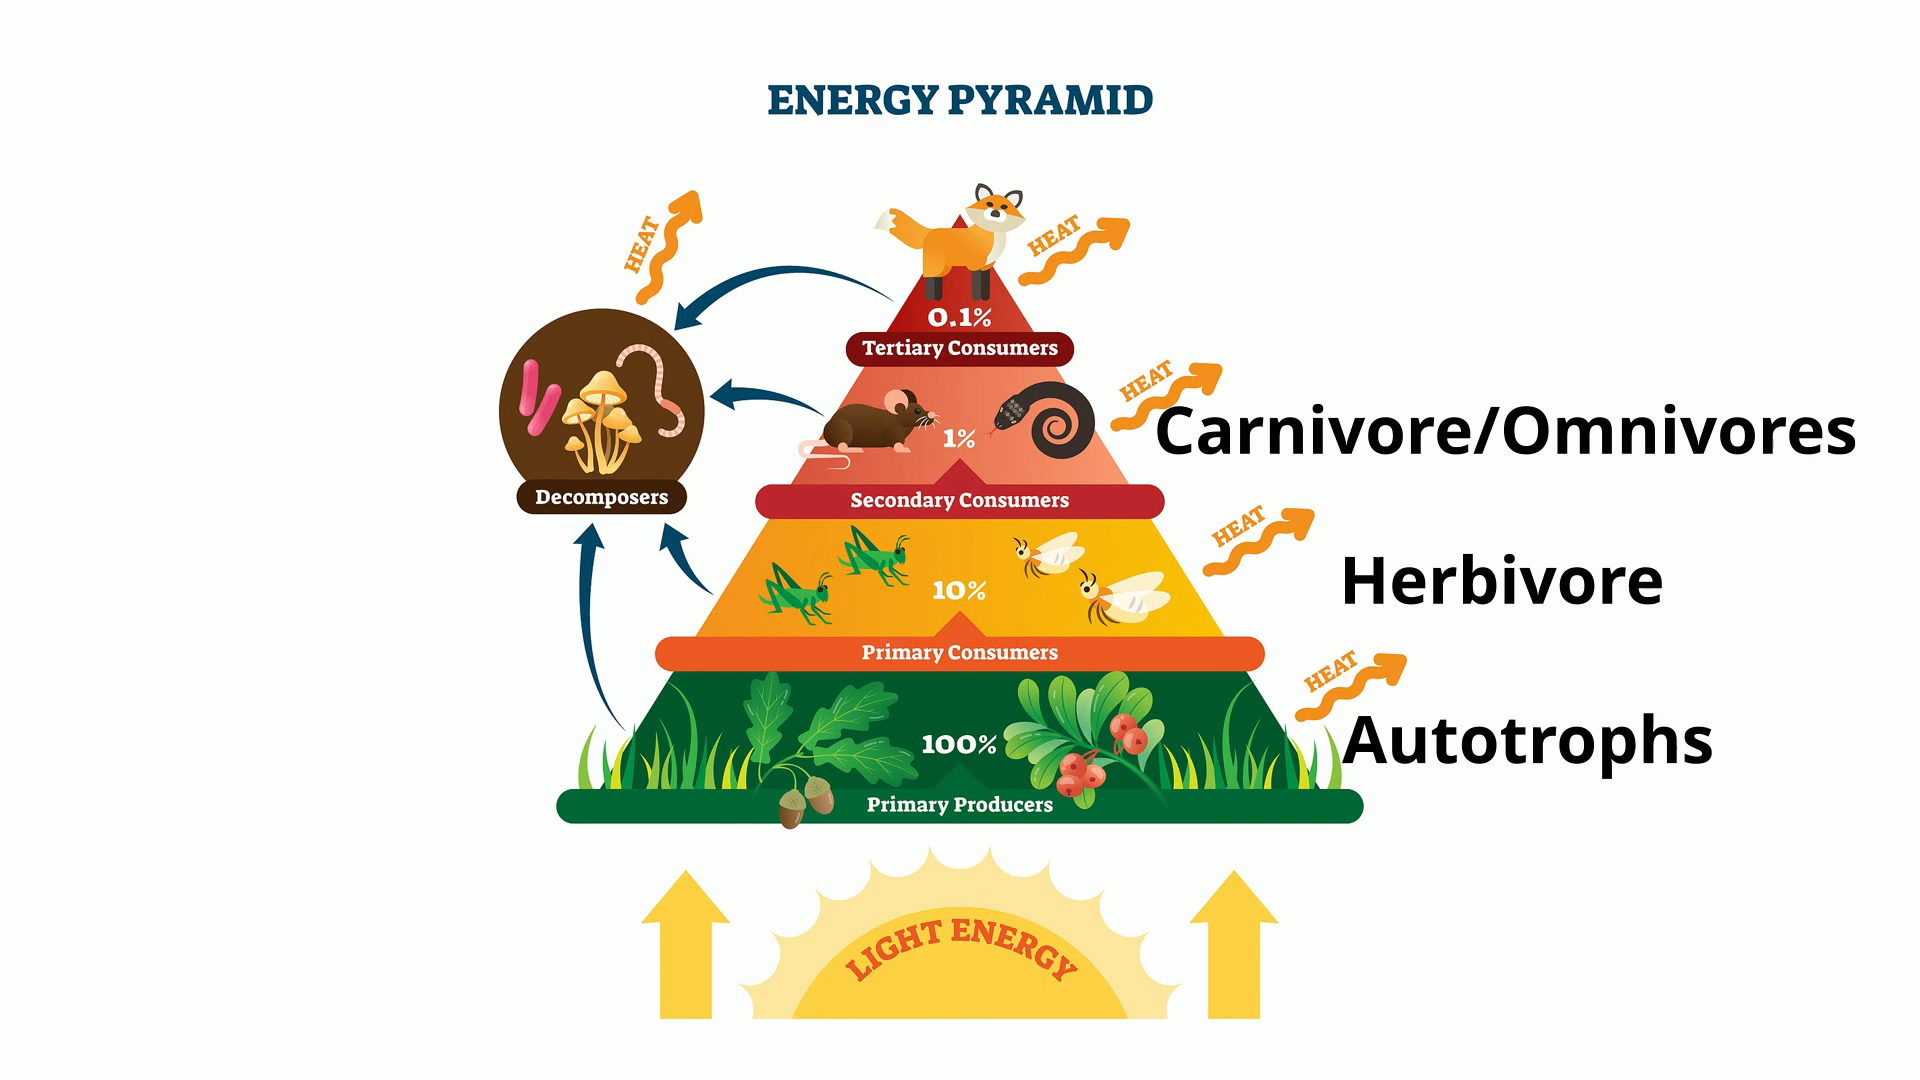 ENERGY PYRAMID
HEAT
HEAT
0.1%
Tertiary Consumers
HEAT
1%
Carnivore/Omnivores
Decomposers
Secondary Consumers
HEAT
10%
Herbivore
Primary Consumers
HEAT
100%
Autotrophs
Primary Producers
LIGHT ENERGY